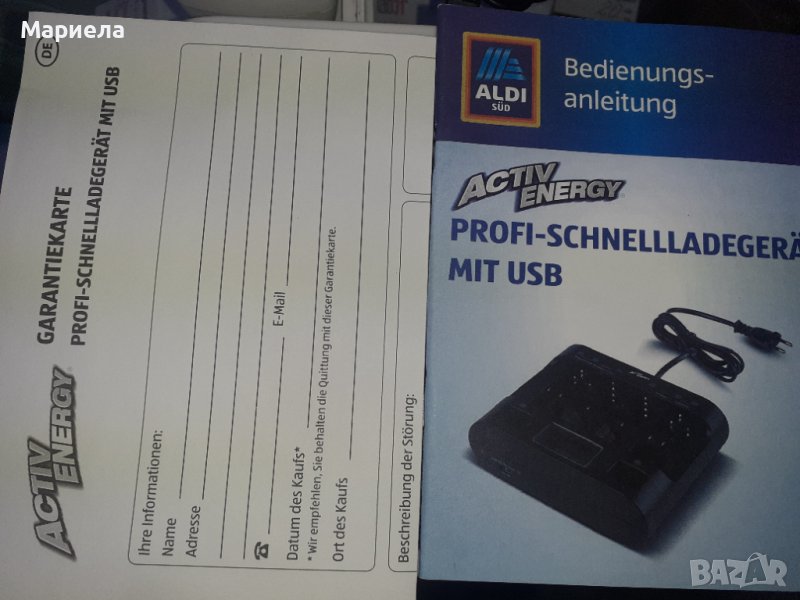 Мариела
DE
ACTIV
ENERGY®
GARANTIEKARTE
PROFI-SCHNELLLADEGERÄT MIT USB
Ihre Informationen:
Name
Adresse
☎ E-Mail
Datum des Kaufs*
* Wir empfehlen, Sie behalten die Quittung mit dieser Garantiekarte.
Ort des Kaufs
Beschreibung der Störung:
ALDI
SÜD
Bedienungs-
anleitung
ACTIV
ENERGY®
PROFI-SCHNELLLADEGERÄ
MIT USB
BAZAR